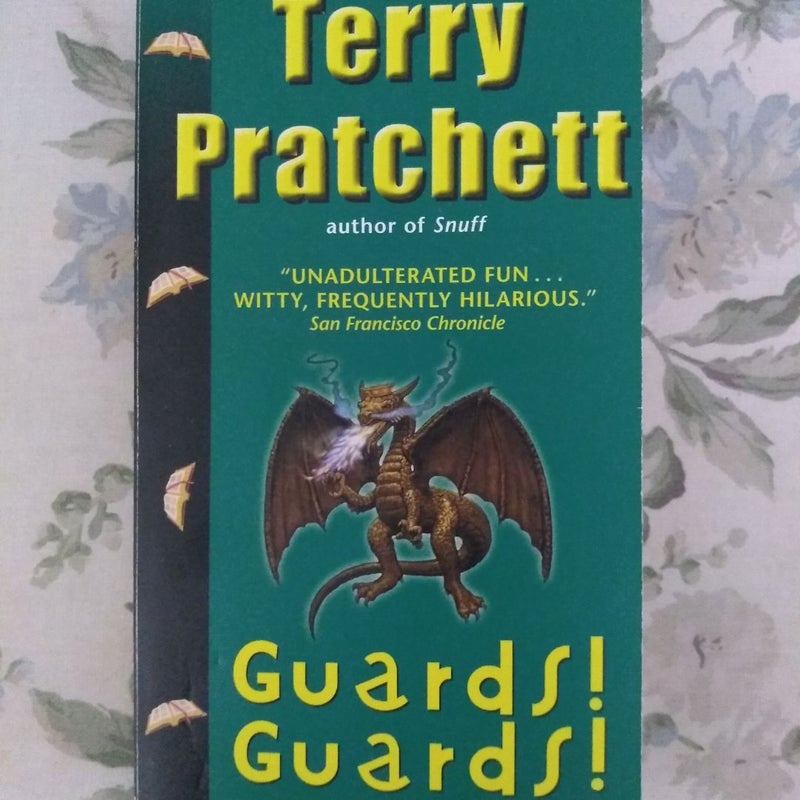 Terry
Pratchett
author of Snuff
“UNADULTERATED FUN . . .
WITTY, FREQUENTLY HILARIOUS.”
San Francisco Chronicle
Guards!
Guards!